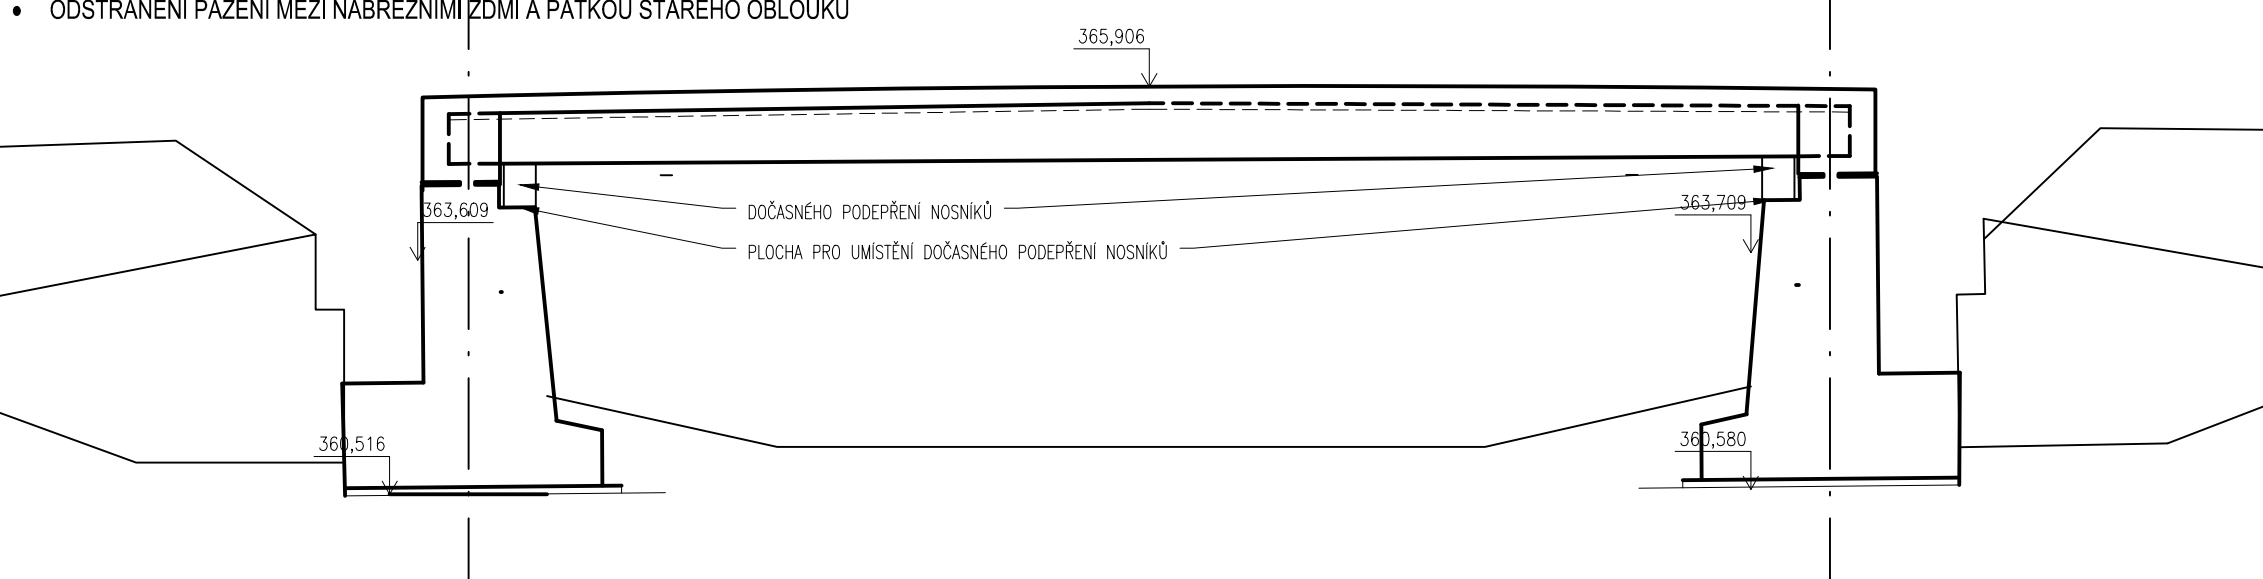 • ODSTRANĚNÍ PAŽENÍ MEZI NÁBŘEŽNÍMI ZDMI A PATKOU STARÉHO OBLOUKU
365,906
363,609
DOČASNÉHO PODEPŘENÍ NOSNÍKŮ
363,709
PLOCHA PRO UMÍSTĚNÍ DOČASNÉHO PODEPŘENÍ NOSNÍKŮ
360,516
360,580